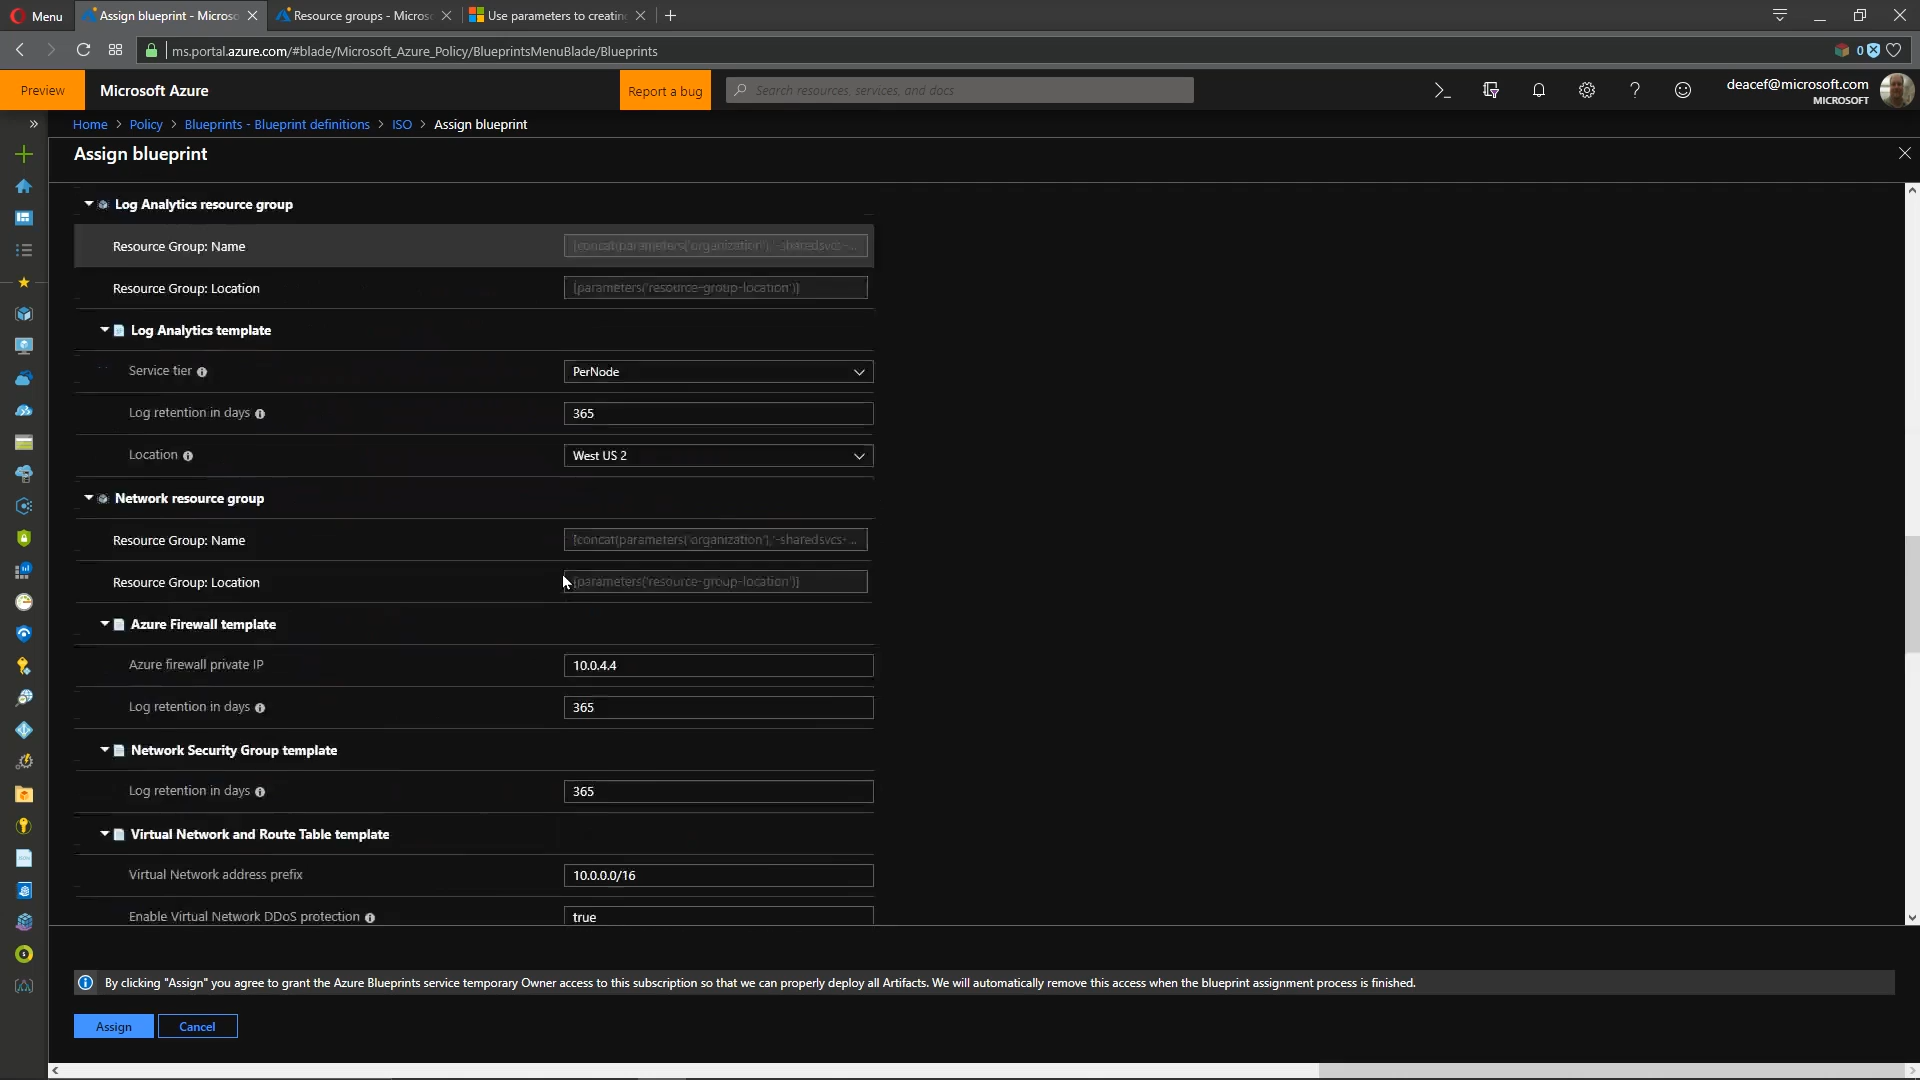 Menu
Assign blueprint - Microso
Resource groups - Micros
Use parameters to creatin
ms.portal.azure.com/#blade/Microsoft_Azure_Policy/BlueprintsMenuBlade/Blueprints
0
Preview
Microsoft Azure
Report a bug
Search resources, services, and docs
deacef@microsoft.com
MICROSOFT
Home > Policy > Blueprints - Blueprint definitions > ISO > Assign blueprint
Assign blueprint
Log Analytics resource group
Resource Group: Name
[concat(parameters('organization'),'-sharedsvcs-...
Resource Group: Location
[parameters('resource-group-location')]
Log Analytics template
Service tier
PerNode
Log retention in days
365
Location
West US 2
Network resource group
Resource Group: Name
[concat(parameters('organization'),'-sharedsvcs-...
Resource Group: Location
[parameters('resource-group-location')]
Azure Firewall template
Azure firewall private IP
10.0.4.4
Log retention in days
365
Network Security Group template
Log retention in days
365
Virtual Network and Route Table template
Virtual Network address prefix
10.0.0.0/16
Enable Virtual Network DDoS protection
true
By clicking "Assign" you agree to grant the Azure Blueprints service temporary Owner access to this subscription so that we can properly deploy all Artifacts. We will automatically remove this access when the blueprint assignment process is finished.
Assign
Cancel